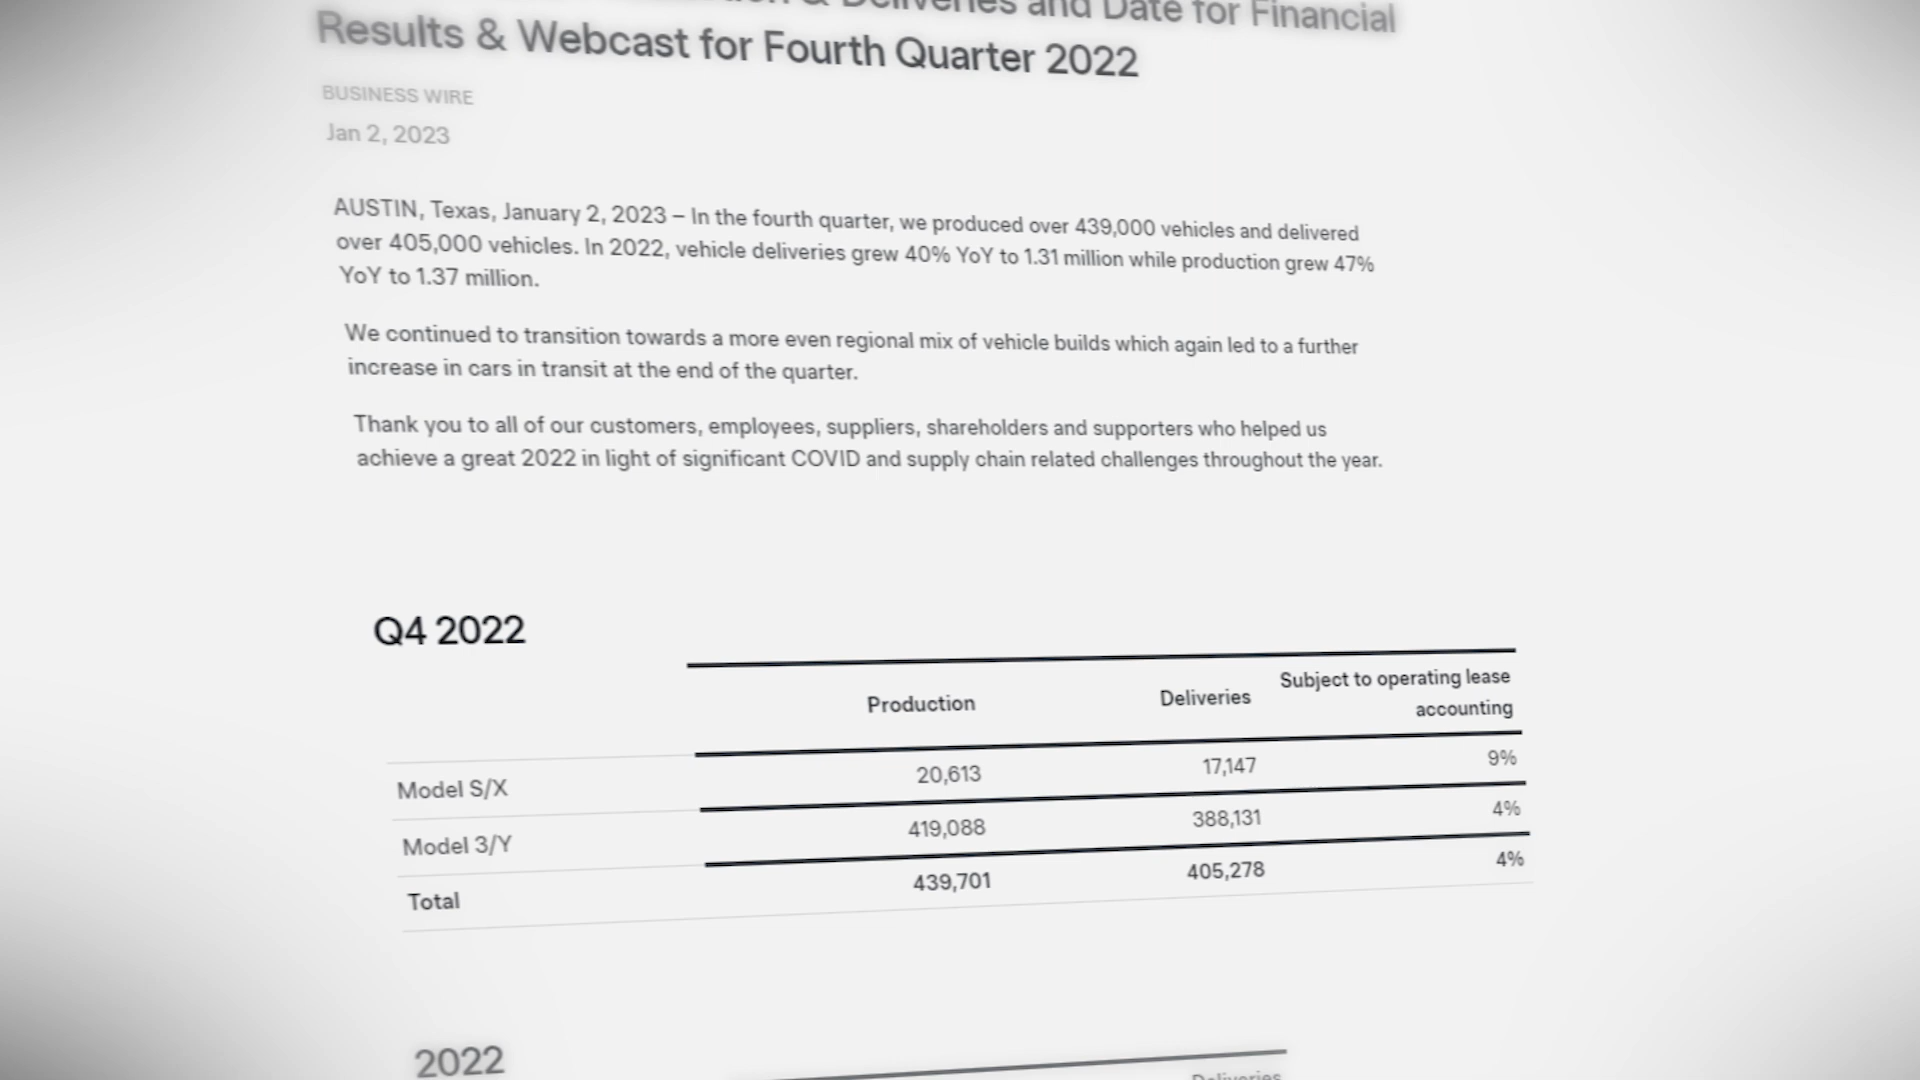 & Deliveries and Date for Financial
Results & Webcast for Fourth Quarter 2022
BUSINESS WIRE
Jan 2, 2023
AUSTIN, Texas, January 2, 2023 – In the fourth quarter, we produced over 439,000 vehicles and delivered
over 405,000 vehicles. In 2022, vehicle deliveries grew 40% YoY to 1.31 million while production grew 47%
YoY to 1.37 million.
We continued to transition towards a more even regional mix of vehicle builds which again led to a further
increase in cars in transit at the end of the quarter.
Thank you to all of our customers, employees, suppliers, shareholders and supporters who helped us
achieve a great 2022 in light of significant COVID and supply chain related challenges throughout the year.
Q4 2022
Production Deliveries Subject to operating lease
accounting
Model S/X 20,613 17,147 9%
Model 3/Y 419,088 388,131 4%
Total 439,701 405,278 4%
2022
Deliveries